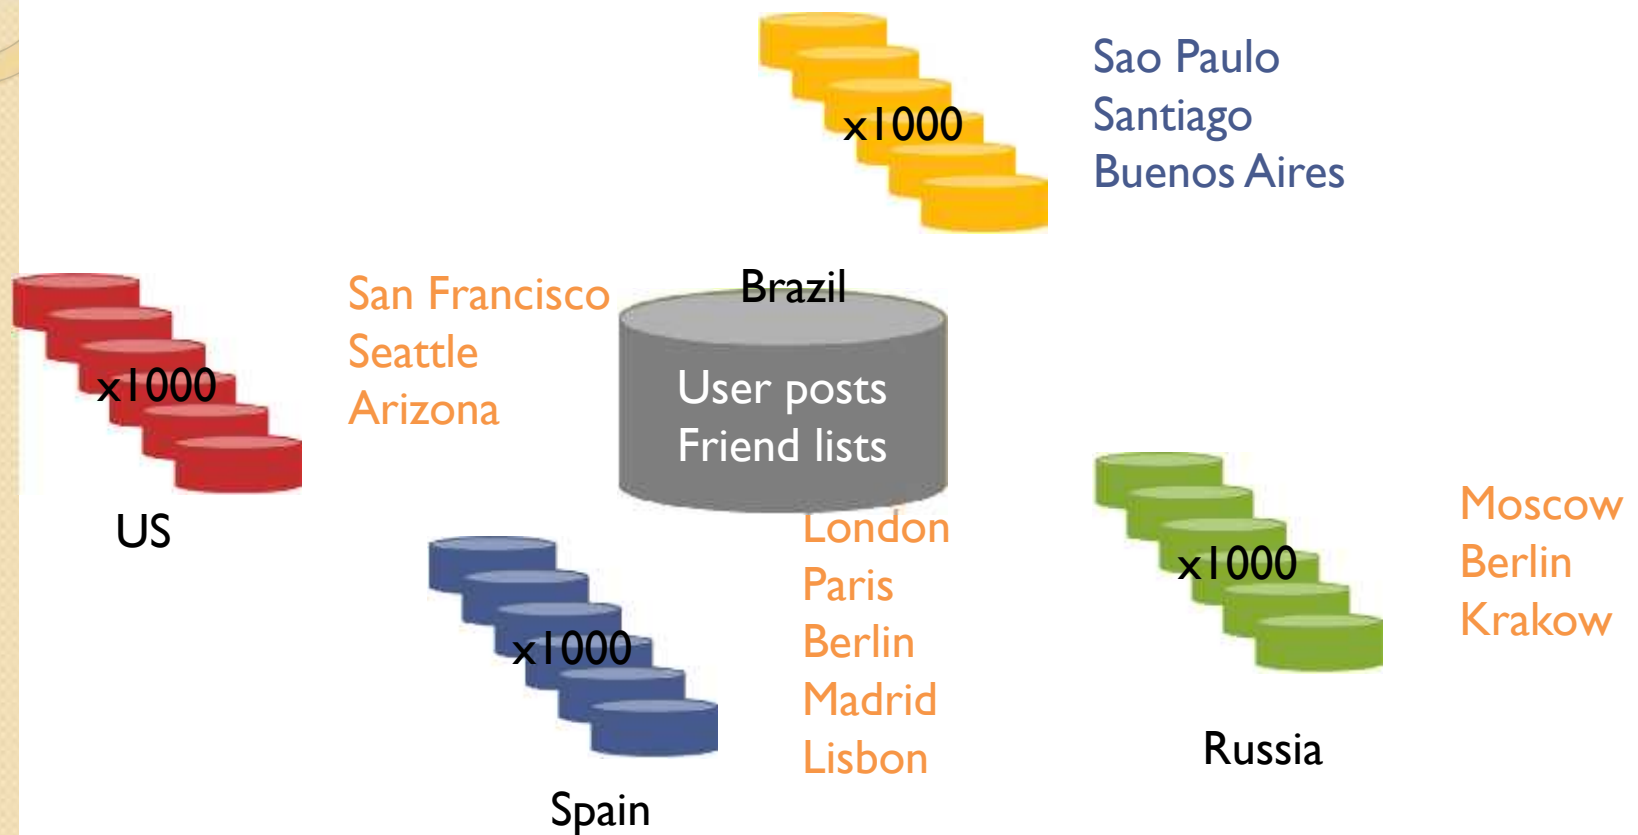 x1000
Sao Paulo
Santiago
Buenos Aires
Brazil
x1000
San Francisco
Seattle
Arizona
US
User posts
Friend lists
x1000
London
Paris
Berlin
Madrid
Lisbon
Spain
x1000
Moscow
Berlin
Krakow
Russia